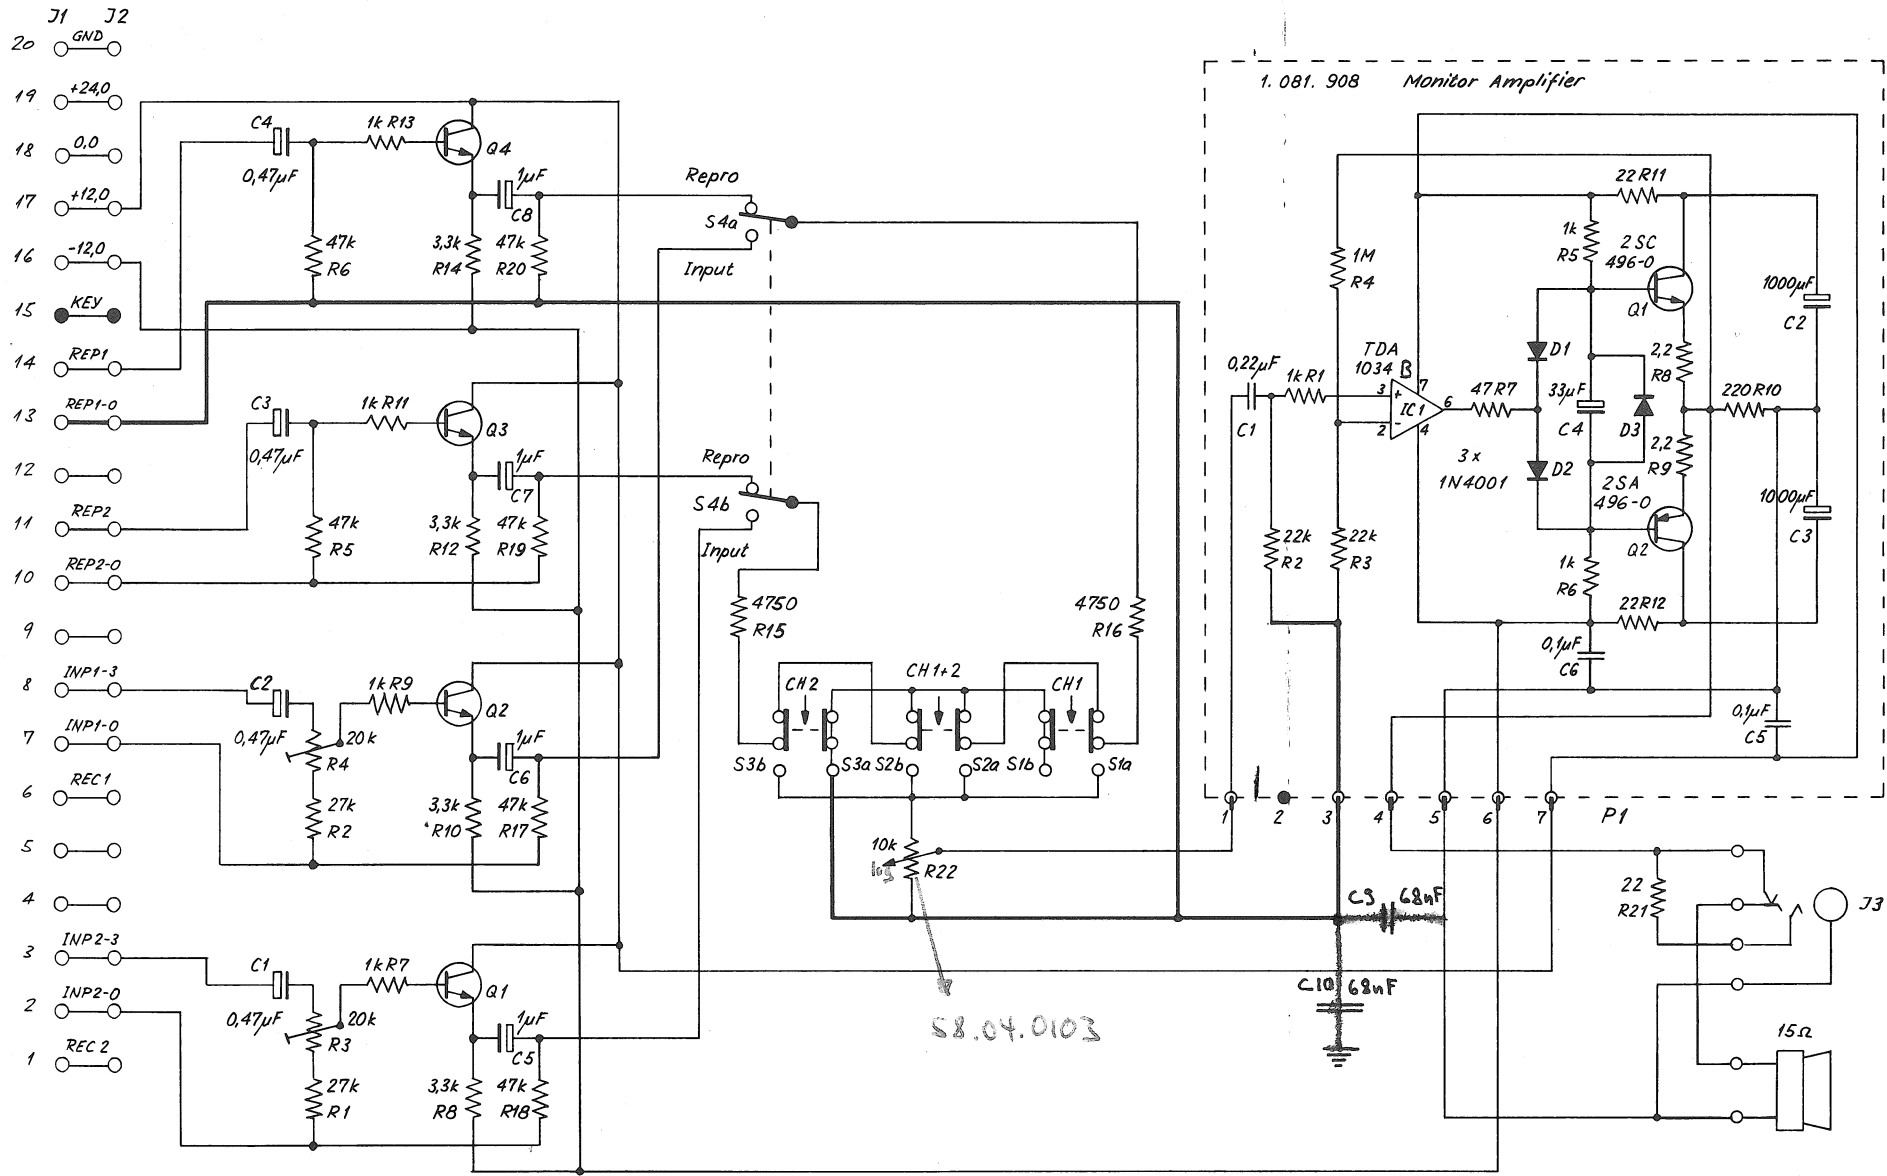 J1 J2
20 GND
19 +24,0
18 0,0
17 +12,0
16 -12,0
15 KEY
14 REP1
13 REP1-0
12
11 REP2
10 REP2-0
9
8 INP1-3
7 INP1-0
6 REC1
5
4
3 INP2-3
2 INP2-0
1 REC2
C4
0,47µF
1k R13
Q4
47k
R6
1µF
C8
3,3k
R14
47k
R20
C3
0,47µF
1k R11
Q3
47k
R5
1µF
C7
3,3k
R12
47k
R19
C2
0,47µF
20k
R4
1k R9
Q2
27k
R2
1µF
C6
3,3k
R10
47k
R17
C1
0,47µF
20k
R3
1k R7
Q1
27k
R1
1µF
C5
3,3k
R8
47k
R18
Repro
S4a
Input
Repro
S4b
Input
4750
R15
4750
R16
CH2
CH1+2
CH1
S3b
S3a
S2b
S2a
S1b
S1a
10k
log
R22
58.04.0103
1.081.908 Monitor Amplifier
22 R11
1k
R5
2SC
496-0
Q1
1M
R4
1000µF
C2
0,22µF
C1
1k R1
TDA
1034 B
3
+
2
-
7
IC1
4
6
47 R7
D1
33µF
C4
D3
2,2
R8
220 R10
2,2
R9
3x
1N4001
D2
2SA
496-0
Q2
1000µF
C3
22k
R2
22k
R3
1k
R6
22 R12
0,1µF
C6
0,1µF
C5
1
2
3
4
5
6
7
P1
C9 68nF
C10 68nF
22
R21
J3
15Ω